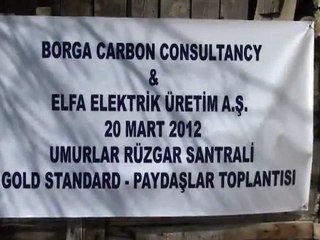 BORGA CARBON CONSULTANCY
&
ELFA ELEKTRİK ÜRETİM A.Ş.
20 MART 2012
UMURLAR RÜZGAR SANTRALİ
GOLD STANDARD - PAYDAŞLAR TOPLANTISI